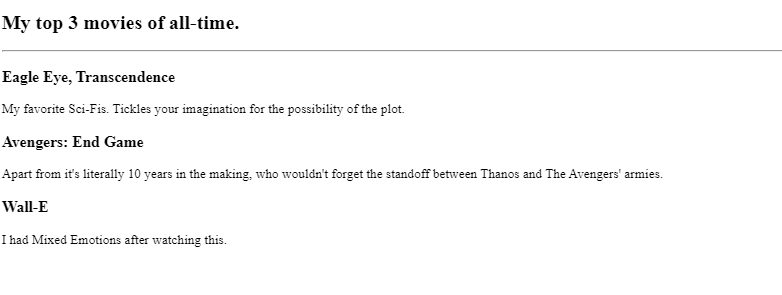 My top 3 movies of all-time.
Eagle Eye, Transcendence
My favorite Sci-Fis. Tickles your imagination for the possibility of the plot.
Avengers: End Game
Apart from it's literally 10 years in the making, who wouldn't forget the standoff between Thanos and The Avengers' armies.
Wall-E
I had Mixed Emotions after watching this.